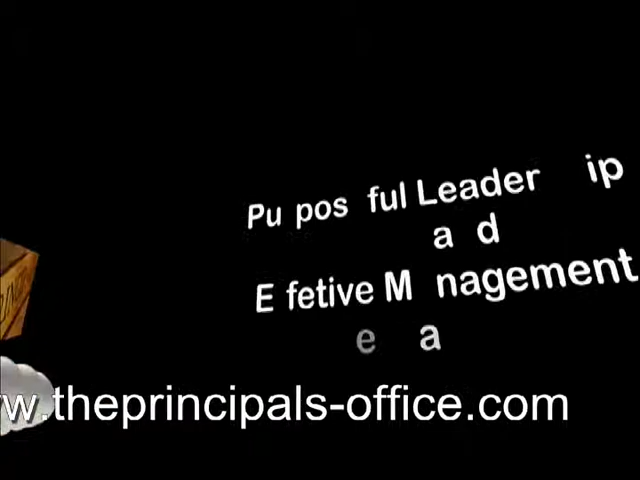 Pu pos ful Leader ip
a d
E fetive M nagement
e a
w.theprincipals-office.com